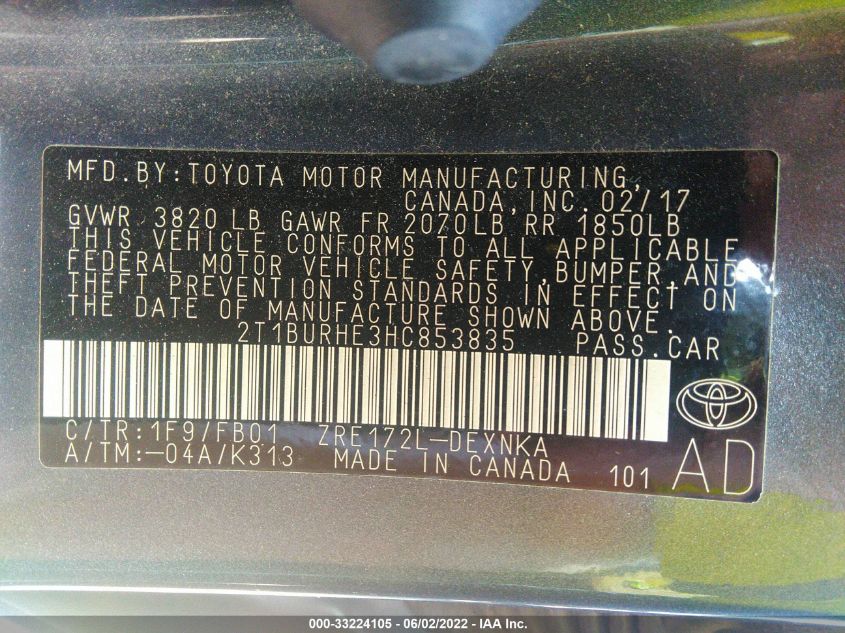 MFD.BY:TOYOTA MOTOR MANUFACTURING,
CANADA,INC.02/17
GVWR 3820 LB GAWR FR 2070LB RR 1850LB
THIS VEHICLE CONFORMS TO ALL APPLICABLE
FEDERAL MOTOR VEHICLE SAFETY,BUMPER,AND
THEFT PREVENTION STANDARDS IN EFFECT ON
THE DATE OF MANUFACTURE SHOWN ABOVE.
2T1BURHE3HC853835 PASS.CAR
C/TR:1F9/FB01 ZRE172L-DEXNKA
A/TM:-04A/K313 MADE IN CANADA 101 AD
000-33224105 - 06/02/2022 - IAA Inc.